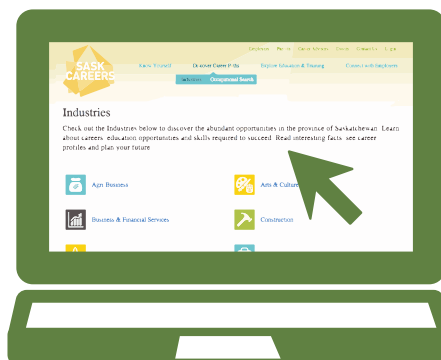 SASK
CAREERS
Discover Career Paths
Explore Education & Training
Connect with Employers
Industries Occupational Search
Industries
Check out the Industries below to discover the abundant opportunities in the province of Saskatchewan. Learn
about careers, education opportunities and skills required to succeed. Read interesting facts, see career
profiles and plan your future.
Agri-Business
Arts & Culture
Business & Financial Services
Construction